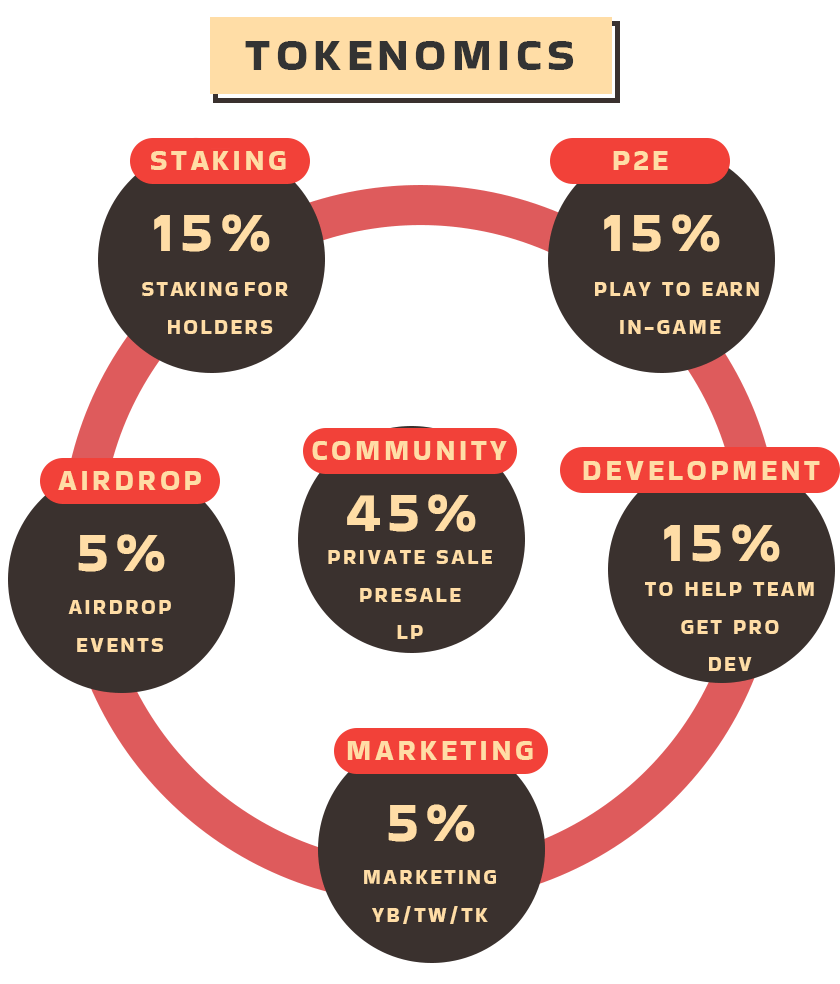 TOKENOMICS
STAKING
15%
STAKING FOR
HOLDERS
P2E
15%
PLAY TO EARN
IN-GAME
COMMUNITY
45%
PRIVATE SALE
PRESALE
LP
DEVELOPMENT
15%
TO HELP TEAM
GET PRO
DEV
AIRDROP
5%
AIRDROP
EVENTS
MARKETING
5%
MARKETING
YB/TW/TK